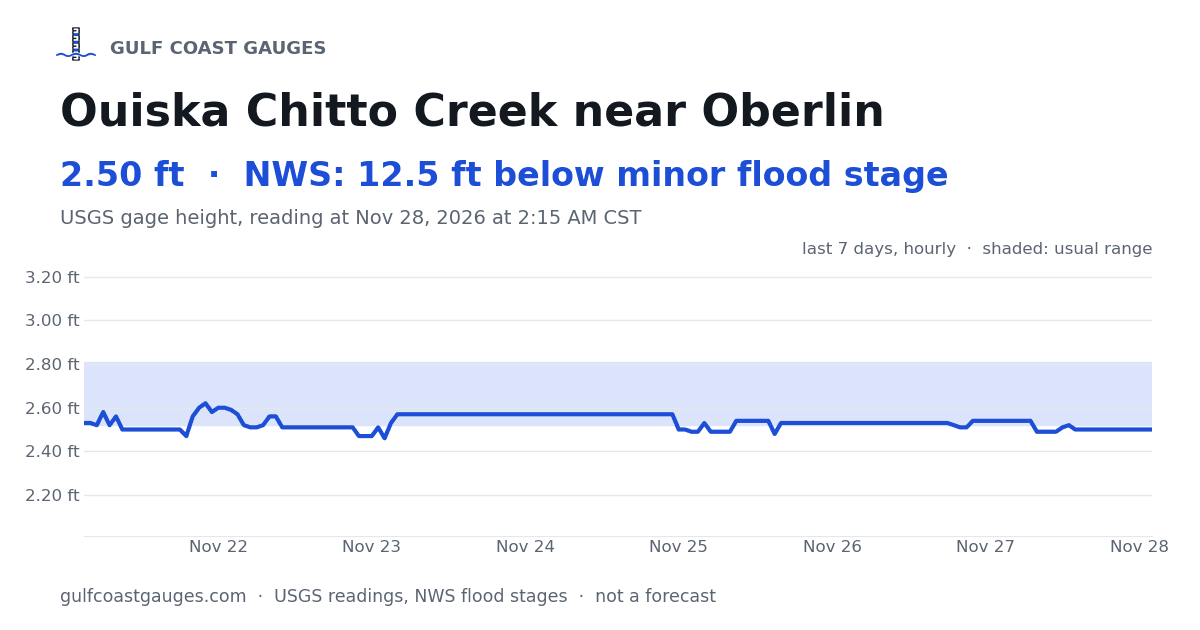 GULF COAST GAUGES
Ouiska Chitto Creek near Oberlin
2.50 ft · NWS: 12.5 ft below minor flood stage
USGS gage height, reading at Nov 28, 2026 at 2:15 AM CST
last 7 days, hourly · shaded: usual range
3.20 ft
3.00 ft
2.80 ft
2.60 ft
2.40 ft
2.20 ft
Nov 22 Nov 23 Nov 24 Nov 25 Nov 26 Nov 27 Nov 28
gulfcoastgauges.com · USGS readings, NWS flood stages · not a forecast